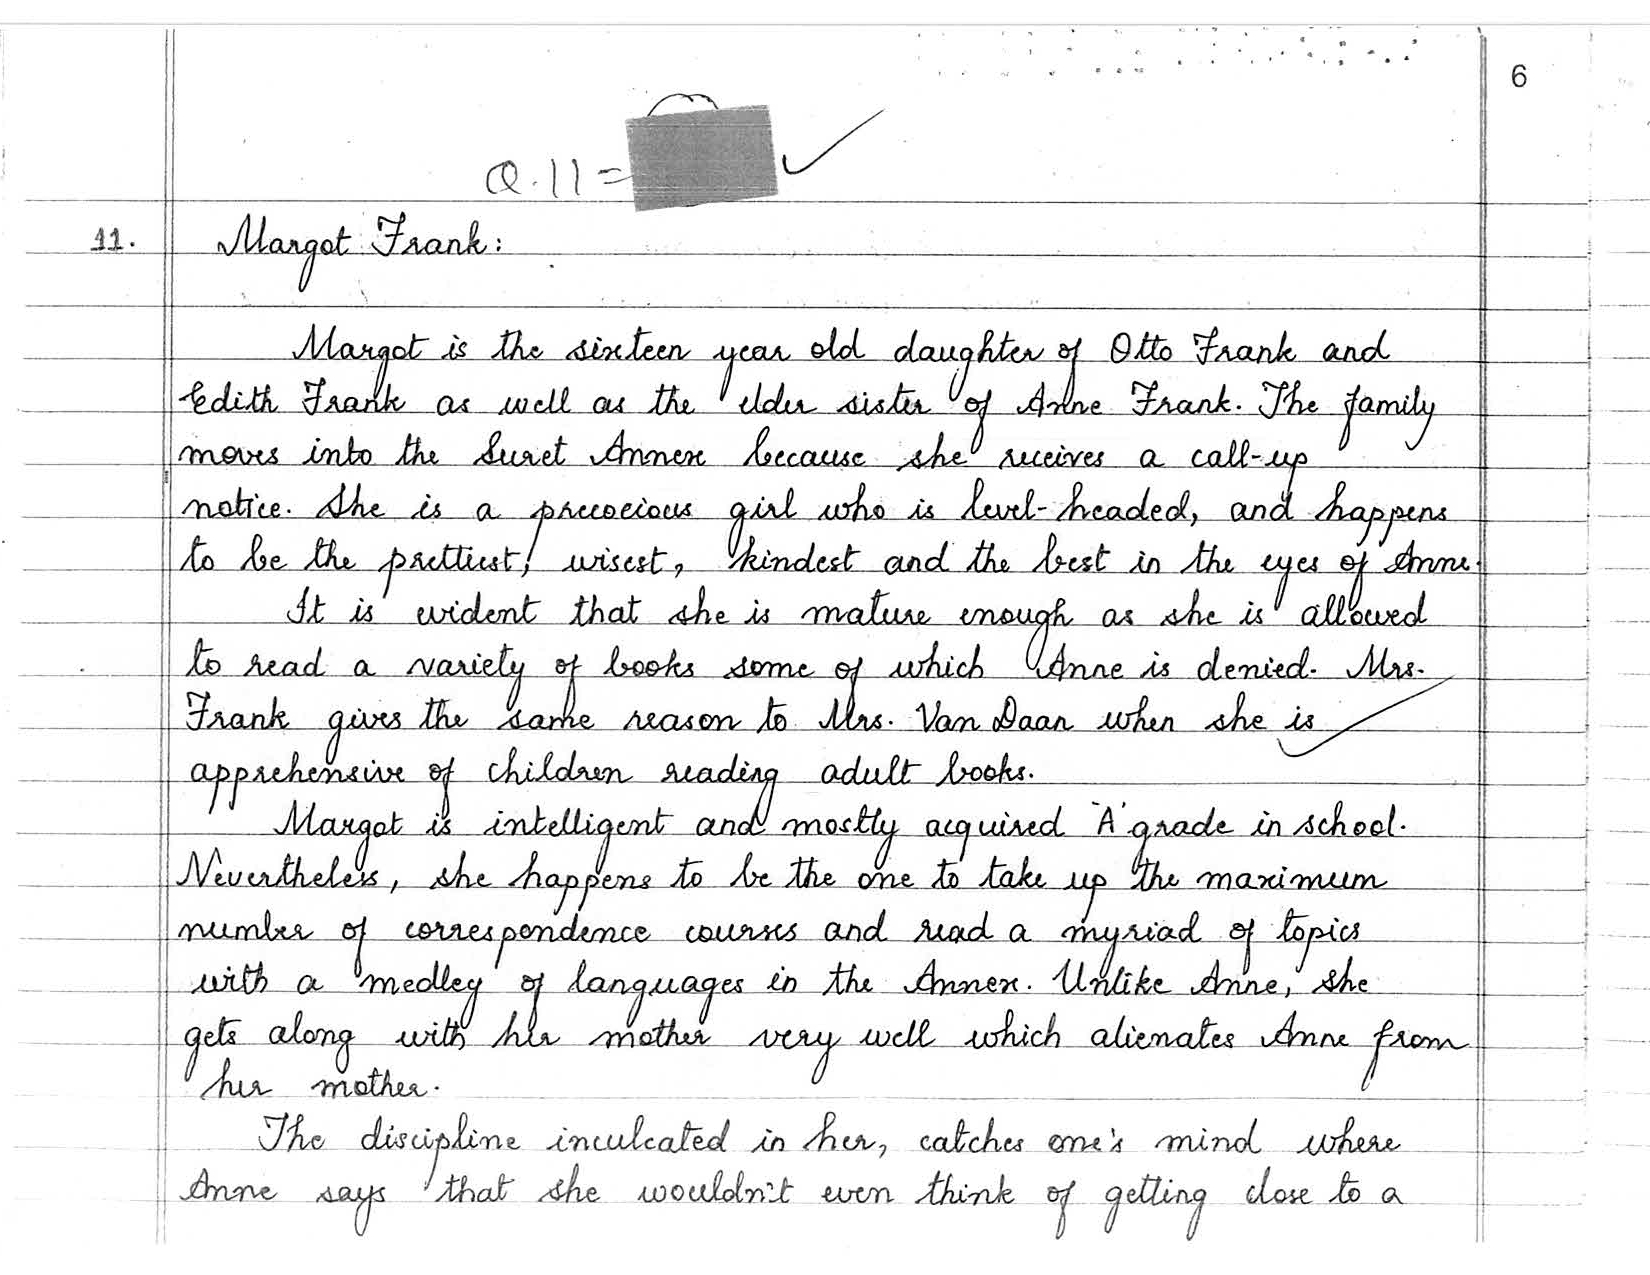 6
Q.11 =
11. Margot Frank:
Margot is the sixteen year old daughter of Otto Frank and
Edith Frank as well as the elder sister of Anne Frank. The family
moves into the Secret Annexe because she receives a call-up
notice. She is a precocious girl who is level-headed, and happens
to be the prettiest, wisest, kindest and the best in the eyes of Anne.
It is evident that she is mature enough as she is allowed
to read a variety of books some of which Anne is denied. Mrs.
Frank gives the same reason to Mrs. Van Daan when she is
apprehensive of children reading adult books.
Margot is intelligent and mostly acquired 'A' grade in school.
Nevertheless, she happens to be the one to take up the maximum
number of correspondence courses and read a myriad of topics
with a medley of languages in the Annex. Unlike Anne, she
gets along with her mother very well which alienates Anne from
her mother.
The discipline inculcated in her, catches one's mind where
Anne says that she wouldn't even think of getting close to a